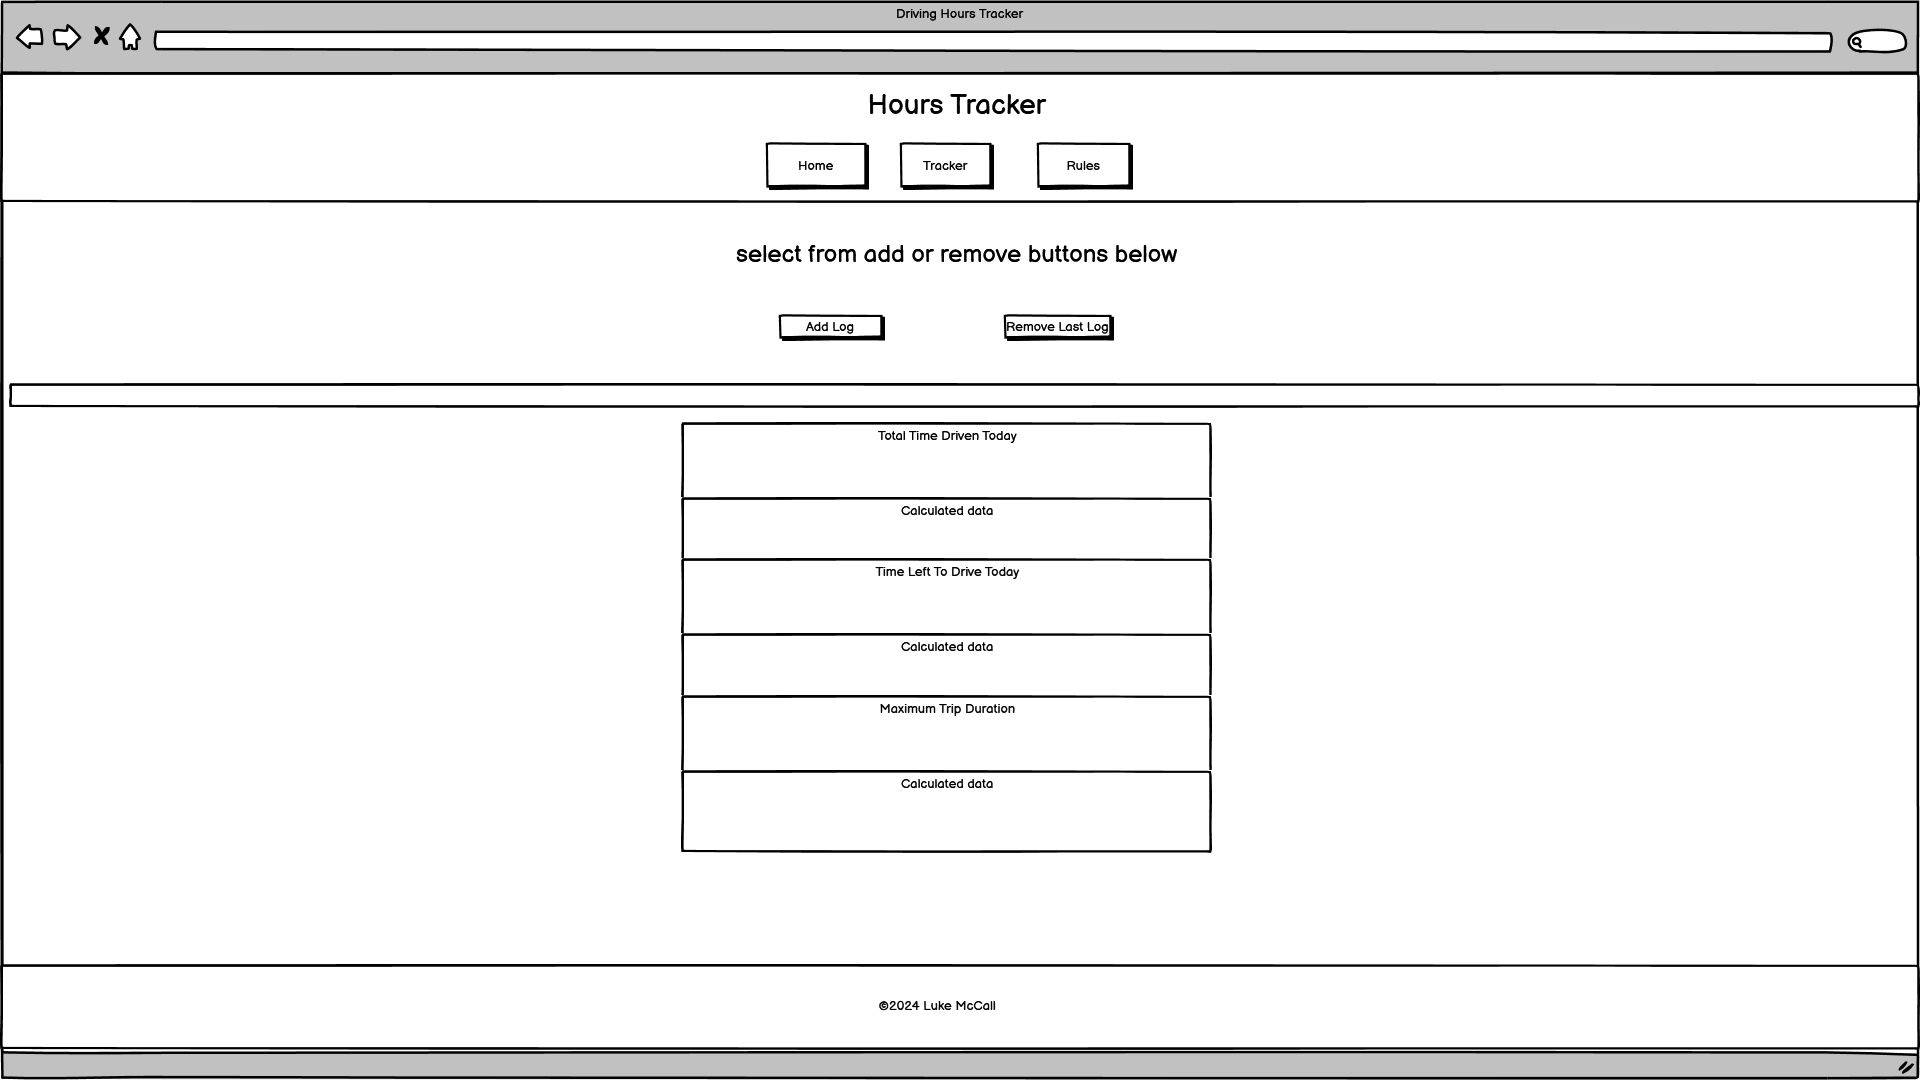 Driving Hours Tracker
Hours Tracker
Home Tracker Rules
select from add or remove buttons below
Add Log Remove Last Log
Total Time Driven Today
Calculated data
Time Left To Drive Today
Calculated data
Maximum Trip Duration
Calculated data
©2024 Luke McCall